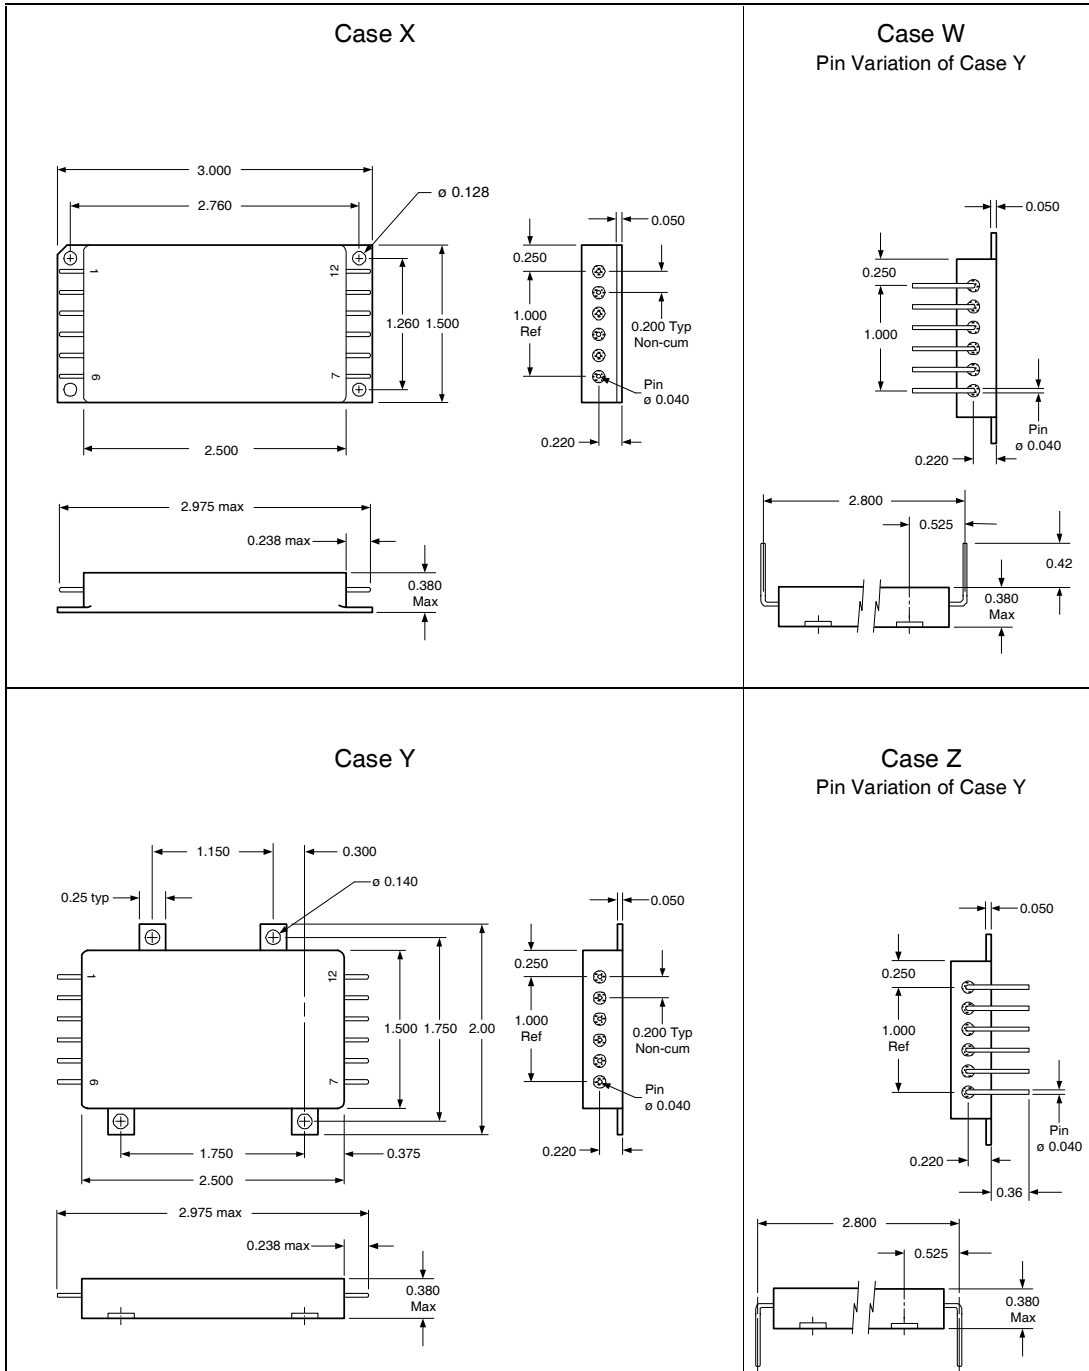 Case X
3.000
2.760
ø 0.128
1
12
6
7
1.260
1.500
2.500
0.050
0.250
1.000
Ref
0.200 Typ
Non-cum
Pin
ø 0.040
0.220
2.975 max
0.238 max
0.380
Max
Case W
Pin Variation of Case Y
0.050
0.250
1.000
Pin
ø 0.040
0.220
2.800
0.525
0.42
0.380
Max
Case Y
1.150
0.300
0.25 typ
ø 0.140
1
12
6
7
1.500
1.750
2.00
1.750
0.375
2.500
0.050
0.250
1.000
Ref
0.200 Typ
Non-cum
Pin
ø 0.040
0.220
2.975 max
0.238 max
0.380
Max
Case Z
Pin Variation of Case Y
0.050
0.250
1.000
Ref
Pin
ø 0.040
0.220
0.36
2.800
0.525
0.380
Max